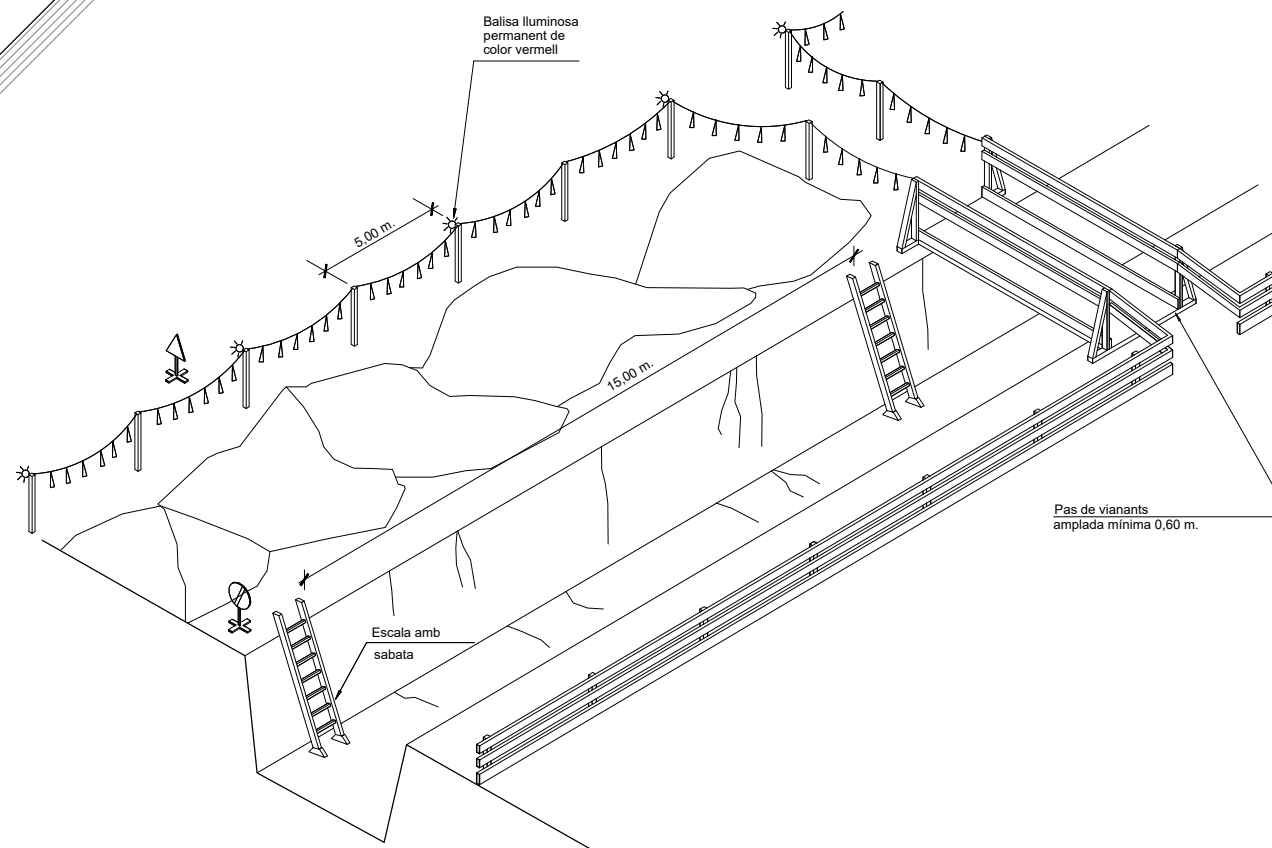 Balisa lluminosa
permanent de
color vermell
5,00 m.
15,00 m.
Pas de vianants
amplada mínima 0,60 m.
Escala amb
sabata